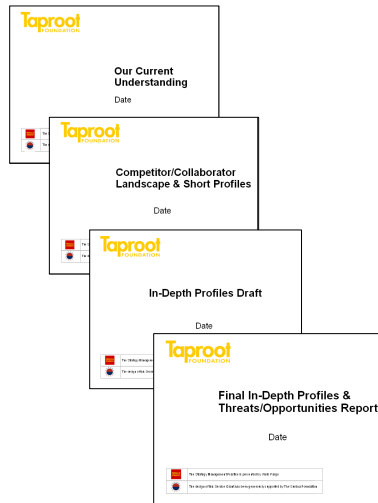 Taproot
FOUNDATION
Our Current
Understanding
Date
Taproot
FOUNDATION
Competitor/Collaborator
Landscape & Short Profiles
Date
Taproot
FOUNDATION
In-Depth Profiles Draft
Date
Taproot
FOUNDATION
Final In-Depth Profiles &
Threats/Opportunities Report
Date